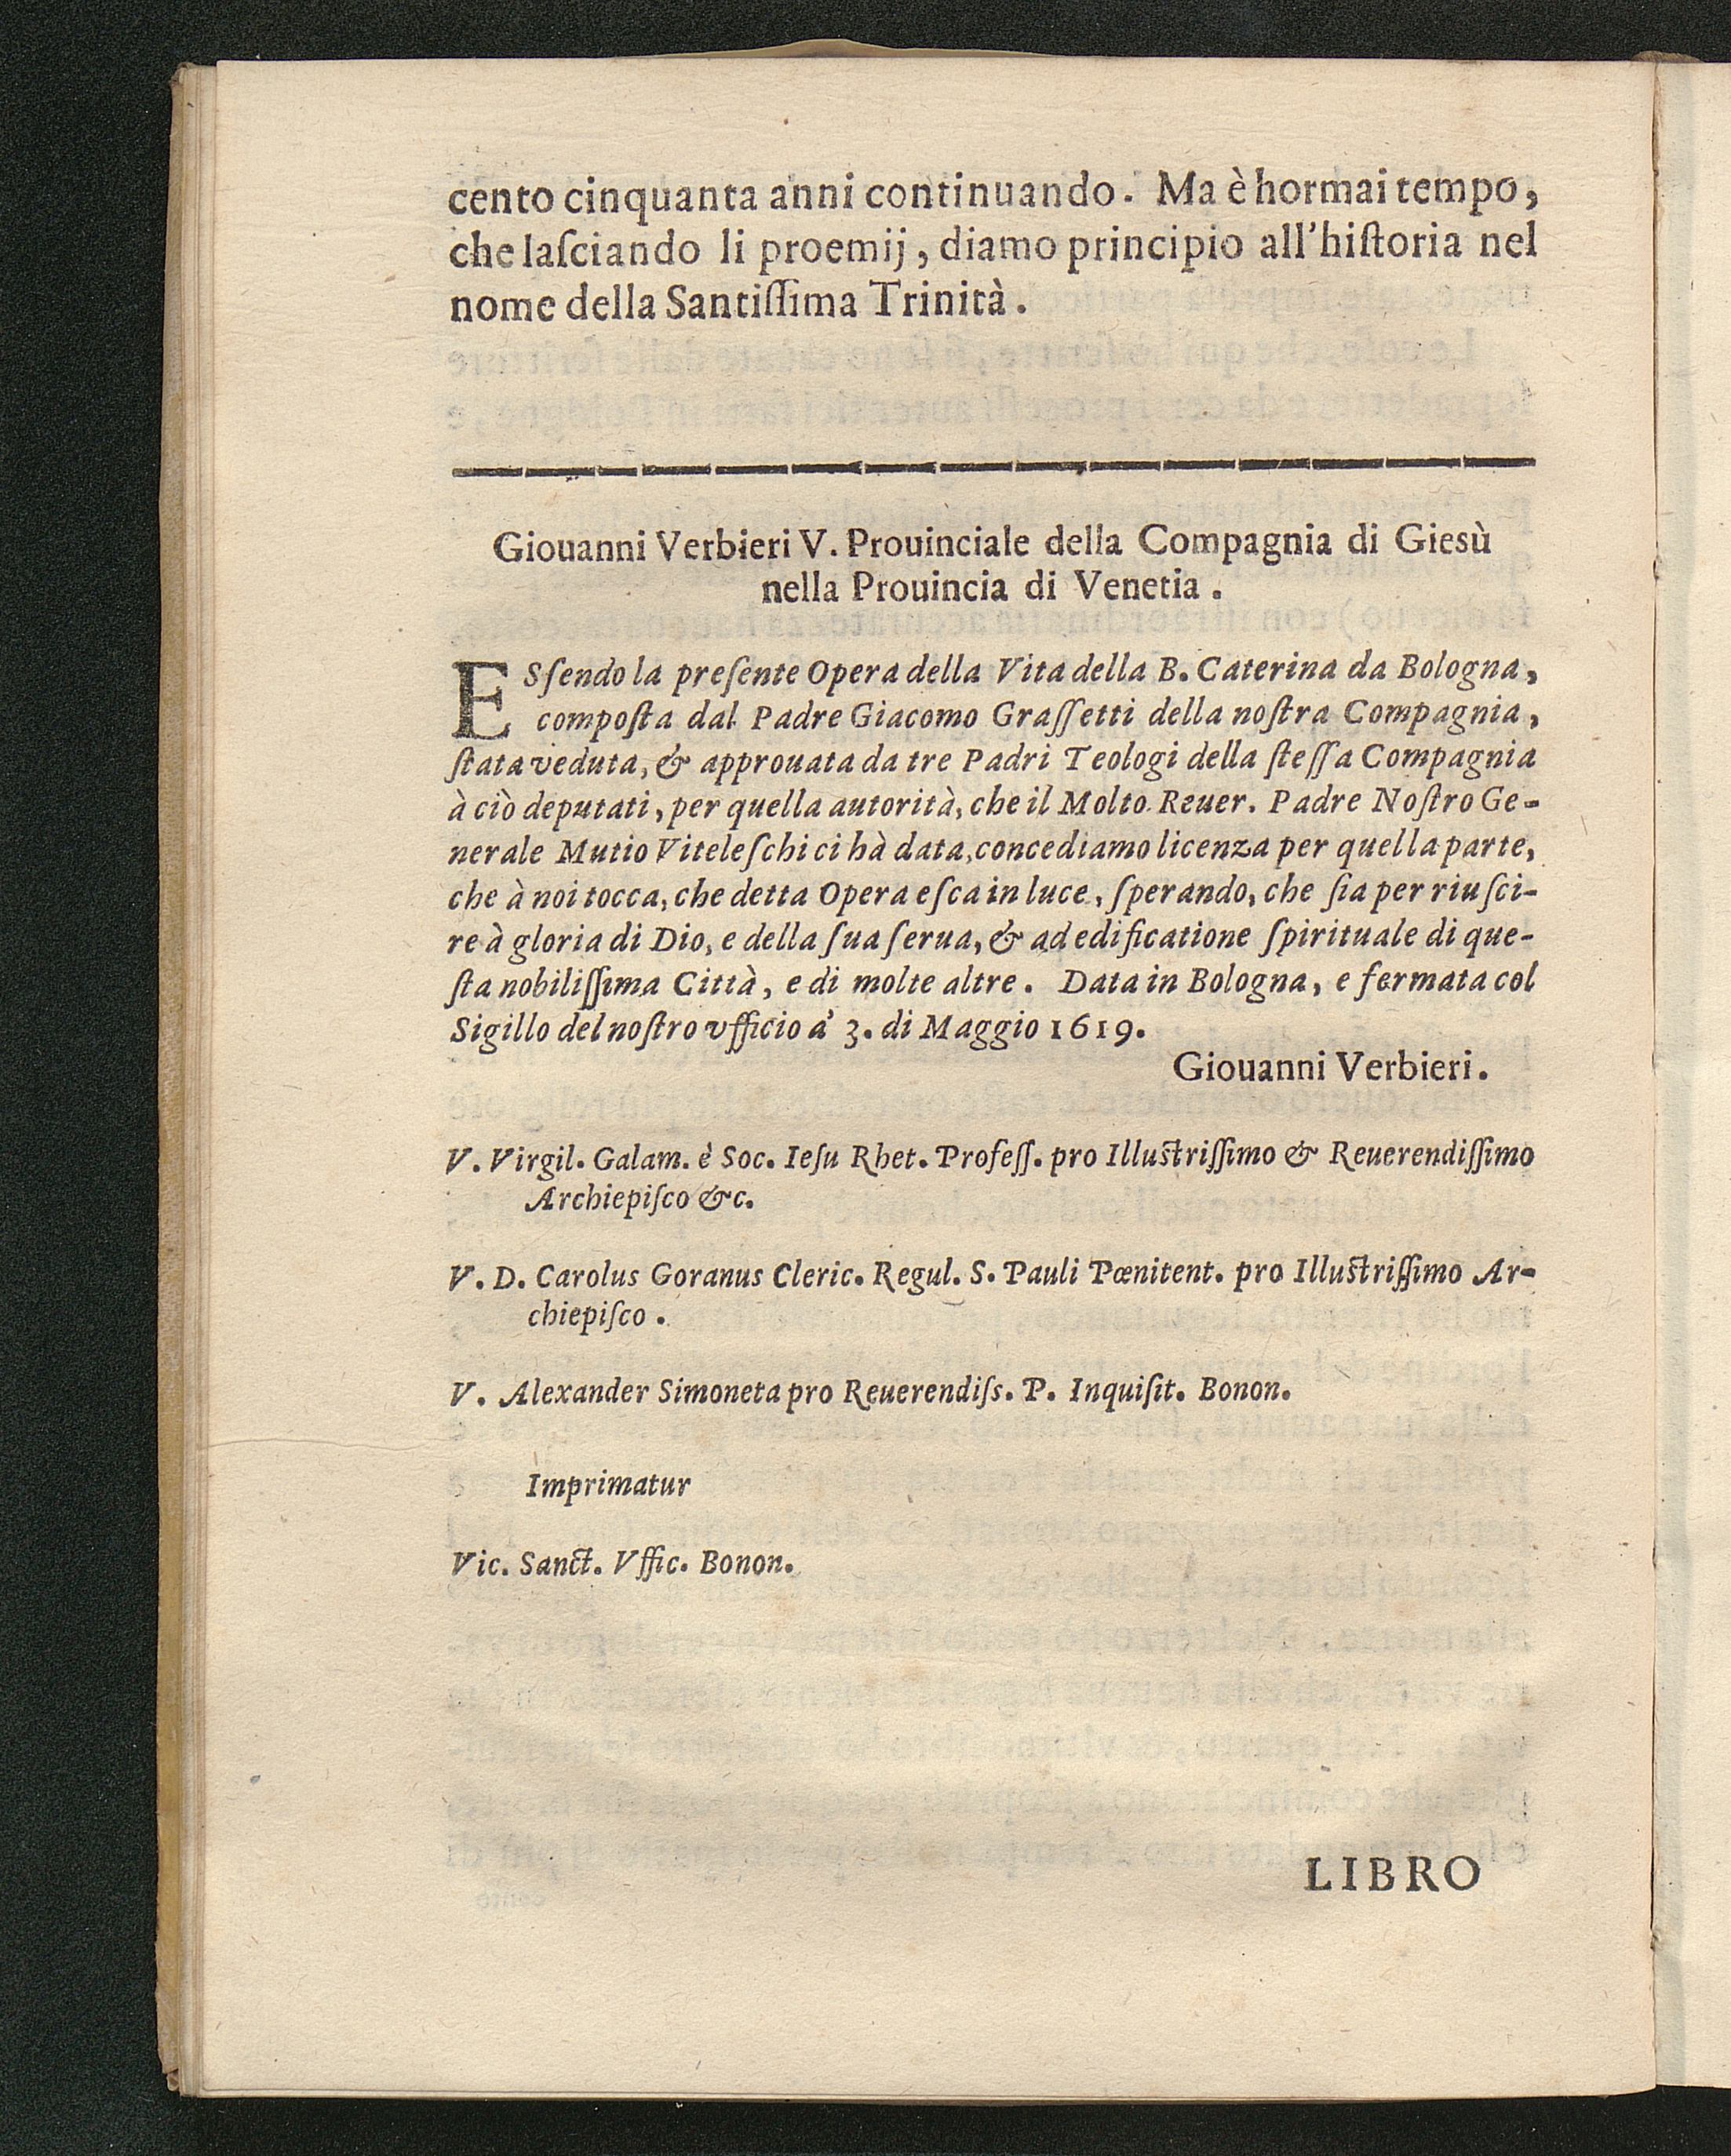 cento cinquanta anni continuando. Ma è hormai tempo,
che laſciando li proemij, diamo principio all'hiſtoria nel
nome della Santiſſima Trinità.
Giouanni Verbieri V. Prouinciale della Compagnia di Giesù
nella Prouincia di Venetia.
ESſendo la preſente Opera della Vita della B. Caterina da Bologna,
compoſta dal Padre Giacomo Graſſetti della noſtra Compagnia,
ſtata veduta, & approuata da tre Padri Teologi della ſteſſa Compagnia
à ciò deputati, per quella autorità, che il Molto Reuer. Padre Noſtro Ge-
nerale Mutio Viteleſchi ci hà data, concediamo licenza per quella parte,
che à noi tocca, che detta Opera eſca in luce, ſperando, che ſia per riuſci-
re à gloria di Dio, e della ſua ſerua, & ad edificatione ſpirituale di que-
ſta nobiliſſima Città, e di molte altre. Data in Bologna, e fermata col
Sigillo del noſtro vfficio a' 3. di Maggio 1619.
Giouanni Verbieri.
V. Virgil. Galam. è Soc. Ieſu Rhet. Profeſſ. pro Illuſtriſſimo & Reuerendiſſimo
Archiepiſco &c.
V. D. Carolus Goranus Cleric. Regul. S. Pauli Pœnitent. pro Illuſtriſſimo Ar-
chiepiſco.
V. Alexander Simoneta pro Reuerendiſs. P. Inquiſit. Bonon.
Imprimatur
Vic. Sanct. Vffic. Bonon.
LIBRO